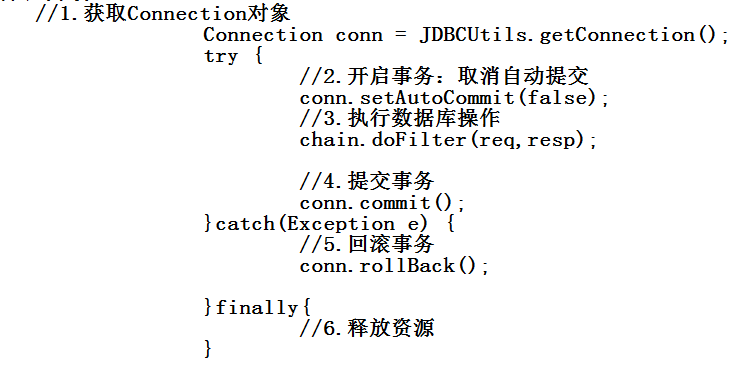 //1.获取Connection对象
Connection conn = JDBCUtils.getConnection();
try {
//2.开启事务：取消自动提交
conn.setAutoCommit(false);
//3.执行数据库操作
chain.doFilter(req,resp);
//4.提交事务
conn.commit();
}catch(Exception e) {
//5.回滚事务
conn.rollBack();
}finally{
//6.释放资源
}